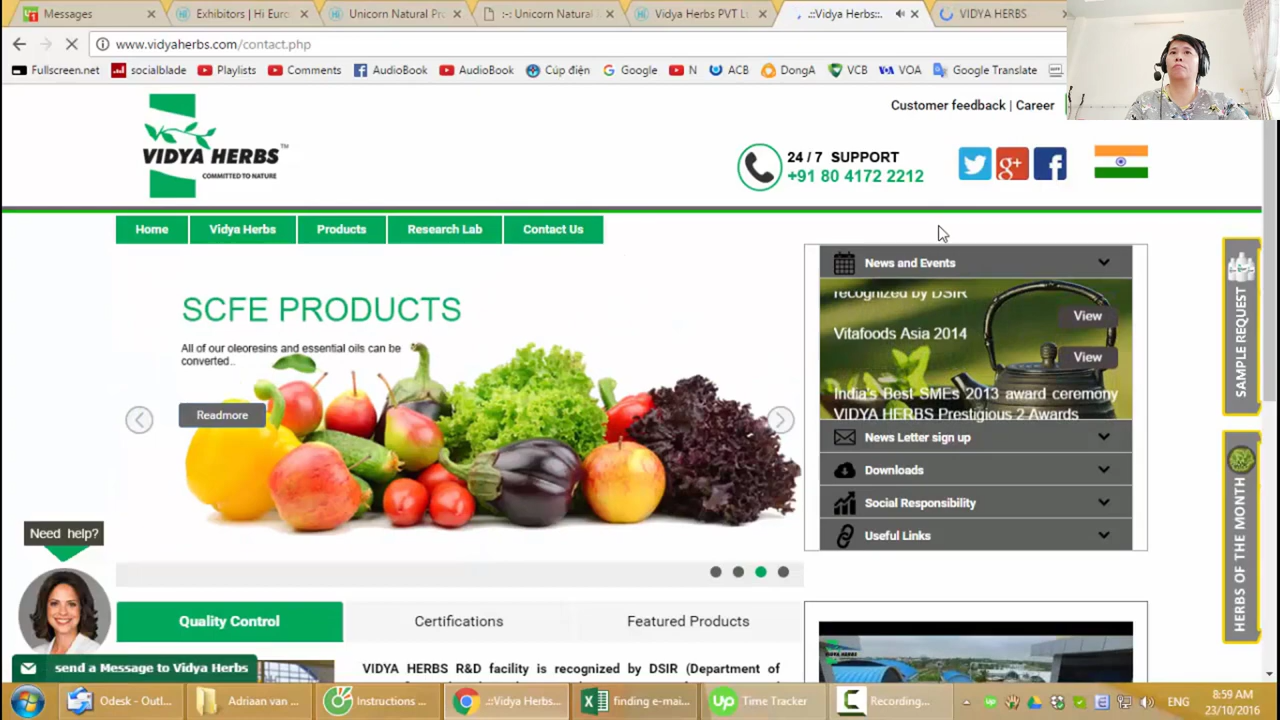 Messages
Exhibitors | Hi Euro
Unicorn Natural Pro
:-: Unicorn Natural
Vidya Herbs PVT Lt
.::Vidya Herbs::.
VIDYA HERBS
www.vidyaherbs.com/contact.php
Fullscreen.net
socialblade
Playlists
Comments
AudioBook
AudioBook
Cúp điện
Google
N
ACB
DongA
VCB
VOA
Google Translate
Customer feedback | Career
VIDYA HERBS™
COMMITTED TO NATURE
24 / 7 SUPPORT
+91 80 4172 2212
Home
Vidya Herbs
Products
Research Lab
Contact Us
News and Events
recognized by DSIR
View
Vitafoods Asia 2014
View
India's Best SMEs 2013 award ceremony
VIDYA HERBS Prestigious 2 Awards
SCFE PRODUCTS
All of our oleoresins and essential oils can be
converted..
Readmore
News Letter sign up
Downloads
Social Responsibility
Useful Links
SAMPLE REQUEST
HERBS OF THE MONTH
Need help?
Quality Control
Certifications
Featured Products
send a Message to Vidya Herbs
VIDYA HERBS R&D facility is recognized by DSIR (Department of
Odesk - Outl...
Adriaan van ...
Instructions ...
.::Vidya Herbs...
finding e-mai...
Time Tracker
Recording...
ENG
8:59 AM
23/10/2016